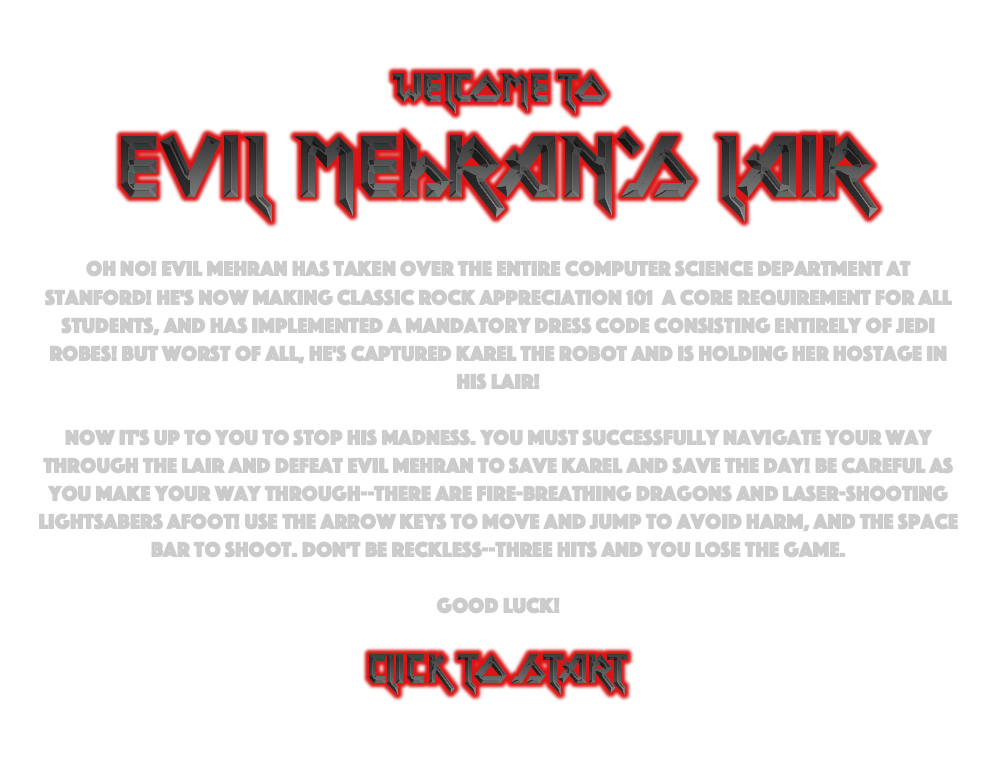 WELCOME TO
EVIL MEHRAN'S LAIR
OH NO! EVIL MEHRAN HAS TAKEN OVER THE ENTIRE COMPUTER SCIENCE DEPARTMENT AT
STANFORD! HE'S NOW MAKING CLASSIC ROCK APPRECIATION 101 A CORE REQUIREMENT FOR ALL
STUDENTS, AND HAS IMPLEMENTED A MANDATORY DRESS CODE CONSISTING ENTIRELY OF JEDI
ROBES! BUT WORST OF ALL, HE'S CAPTURED KAREL THE ROBOT AND IS HOLDING HER HOSTAGE IN
HIS LAIR!
NOW IT'S UP TO YOU TO STOP HIS MADNESS. YOU MUST SUCCESSFULLY NAVIGATE YOUR WAY
THROUGH THE LAIR AND DEFEAT EVIL MEHRAN TO SAVE KAREL AND SAVE THE DAY! BE CAREFUL AS
YOU MAKE YOUR WAY THROUGH--THERE ARE FIRE-BREATHING DRAGONS AND LASER-SHOOTING
LIGHTSABERS AFOOT! USE THE ARROW KEYS TO MOVE AND JUMP TO AVOID HARM, AND THE SPACE
BAR TO SHOOT. DON'T BE RECKLESS--THREE HITS AND YOU LOSE THE GAME.
GOOD LUCK!
CLICK TO START